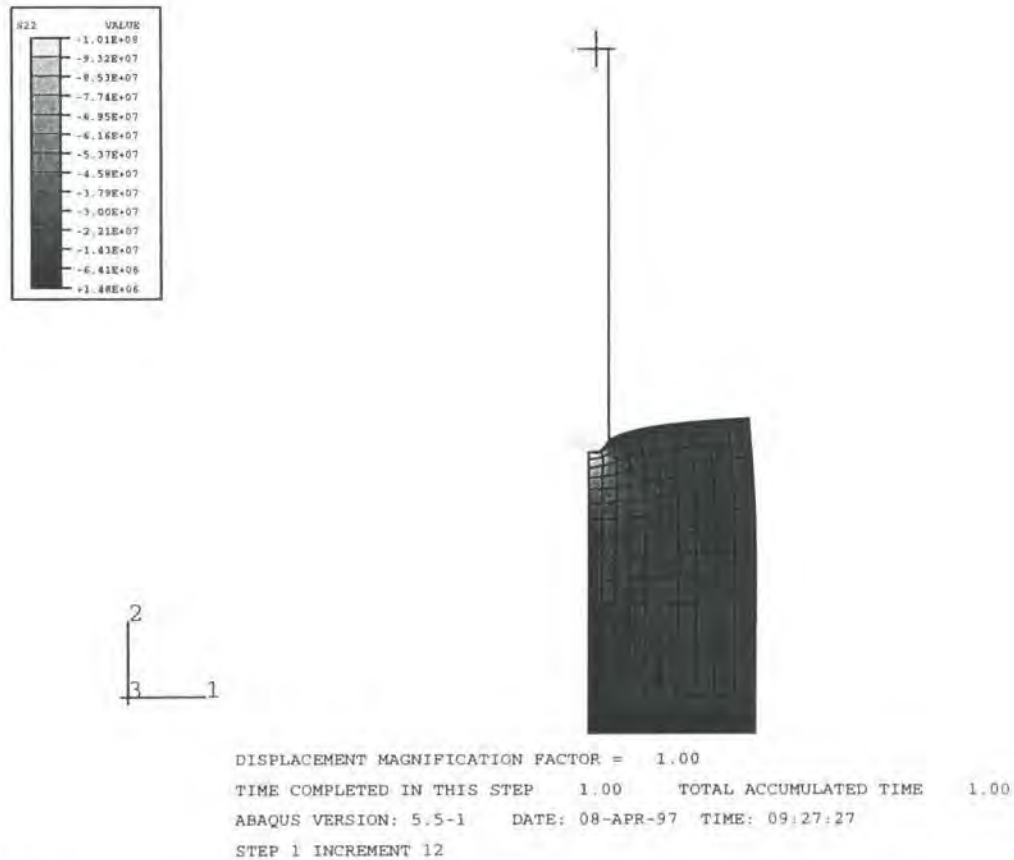 S22 VALUE
-1.01E+08
-9.32E+07
-8.53E+07
-7.74E+07
-6.95E+07
-6.16E+07
-5.37E+07
-4.59E+07
-3.79E+07
-3.00E+07
-2.21E+07
-1.43E+07
-6.41E+06
+1.48E+06
2
3 1
DISPLACEMENT MAGNIFICATION FACTOR = 1.00
TIME COMPLETED IN THIS STEP 1.00 TOTAL ACCUMULATED TIME 1.00
ABAQUS VERSION: 5.5-1 DATE: 08-APR-97 TIME: 09:27:27
STEP 1 INCREMENT 12